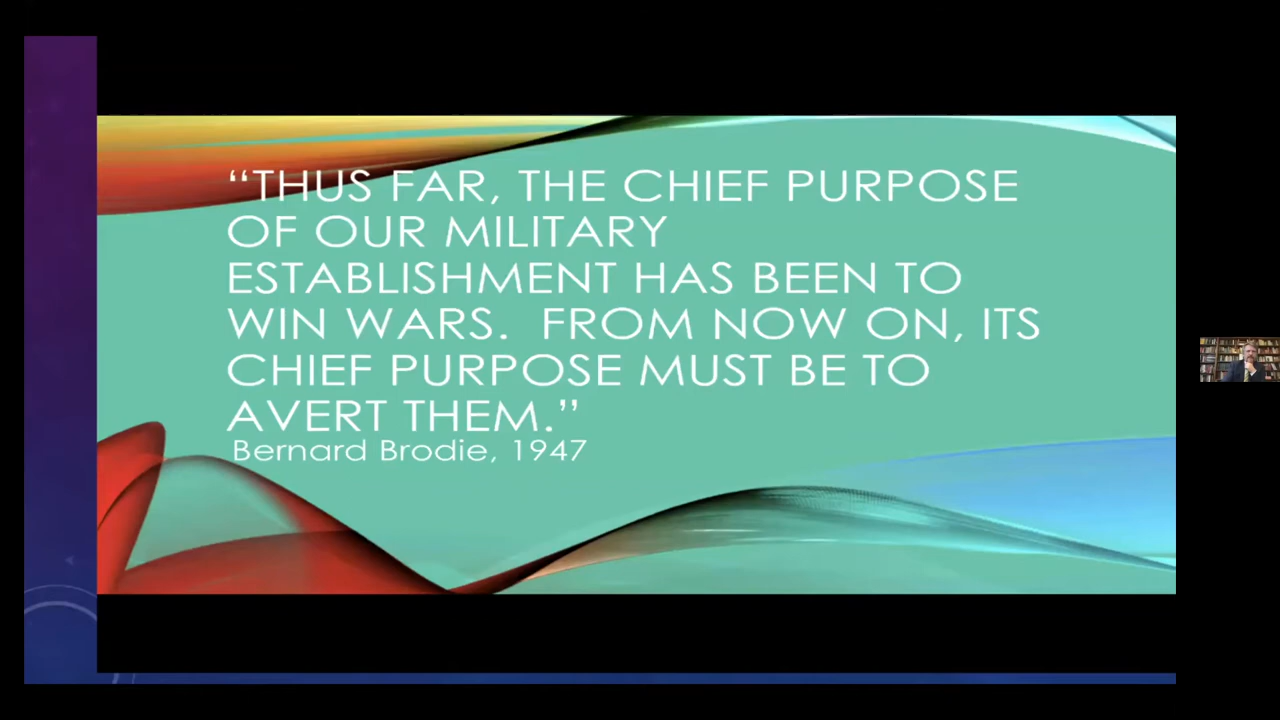 “THUS FAR, THE CHIEF PURPOSE
OF OUR MILITARY
ESTABLISHMENT HAS BEEN TO
WIN WARS.  FROM NOW ON, ITS
CHIEF PURPOSE MUST BE TO
AVERT THEM.”
Bernard Brodie, 1947